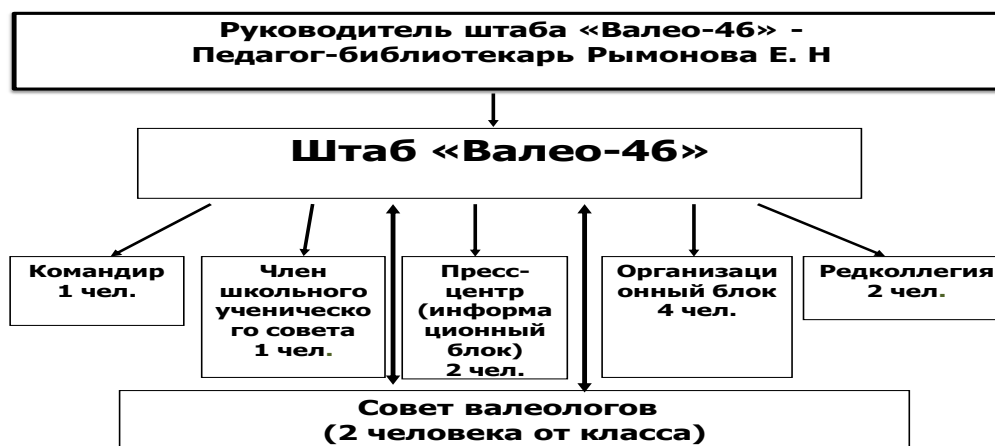 Руководитель штаба «Валео-46» -
Педагог-библиотекарь Рымонова Е. Н
Штаб «Валео-46»
Командир
1 чел.
Член
школьного
ученическо
го совета
1 чел.
Пресс-
центр
(информа
ционный
блок)
2 чел.
Организаци
онный блок
4 чел.
Редколлегия
2 чел.
Совет валеологов
(2 человека от класса)